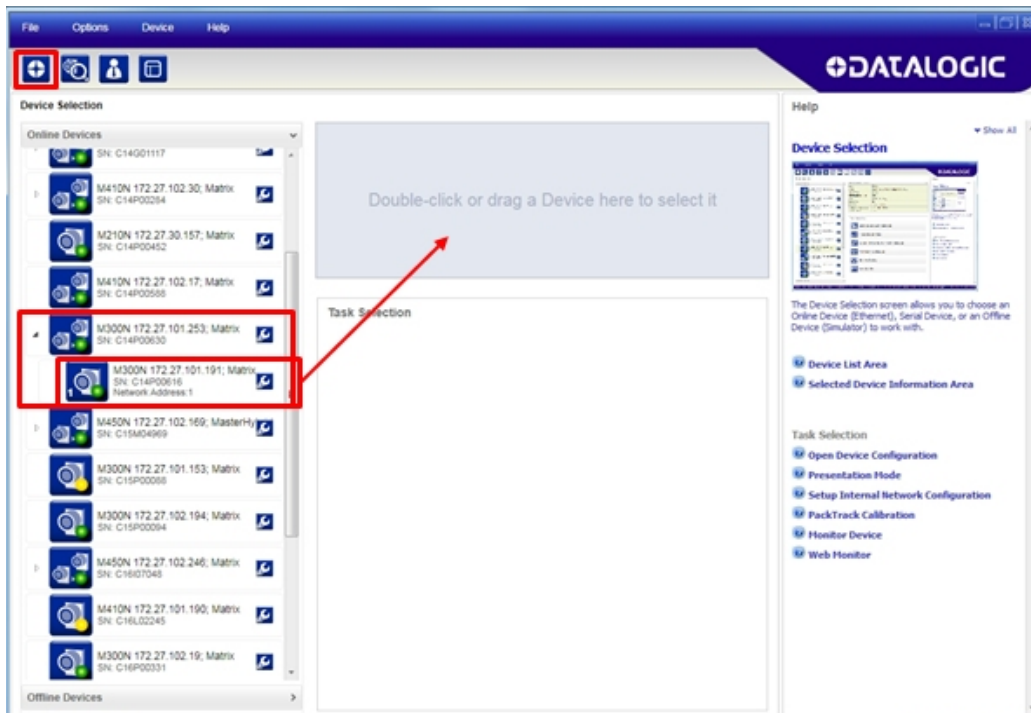 File Options Device Help
DATALOGIC
Device Selection
Online Devices
SN: C14G01117
M410N 172.27.102.30; Matrix
SN: C14P00284
M210N 172.27.30.157; Matrix
SN: C14P00452
M410N 172.27.102.17; Matrix
SN: C14P00588
M300N 172.27.101.253; Matrix
SN: C14P00630
M300N 172.27.101.191; Matrix
SN: C14P00616
Network Address:1
1
M450N 172.27.102.169; MasterHy
SN: C15M04969
M300N 172.27.101.153; Matrix
SN: C15P00088
M300N 172.27.102.194; Matrix
SN: C15P00094
M450N 172.27.102.246; Matrix
SN: C16I07048
M410N 172.27.101.190; Matrix
SN: C16L02245
M300N 172.27.102.19; Matrix
SN: C16P00331
Offline Devices
Double-click or drag a Device here to select it
Task Selection
Help
Show All
Device Selection
The Device Selection screen allows you to choose an
Online Device (Ethernet), Serial Device, or an Offline
Device (Simulator) to work with.
Device List Area
Selected Device Information Area
Task Selection
Open Device Configuration
Presentation Mode
Setup Internal Network Configuration
PackTrack Calibration
Monitor Device
Web Monitor